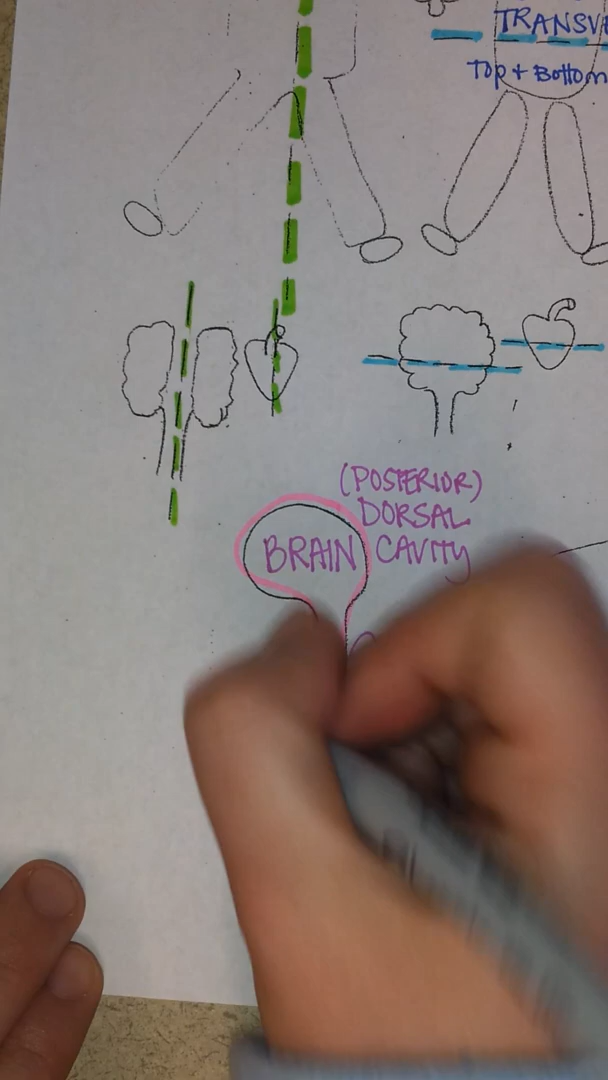 TRANSV
Top + Bottom
(POSTERIOR)
DORSAL
BRAIN CAVITY